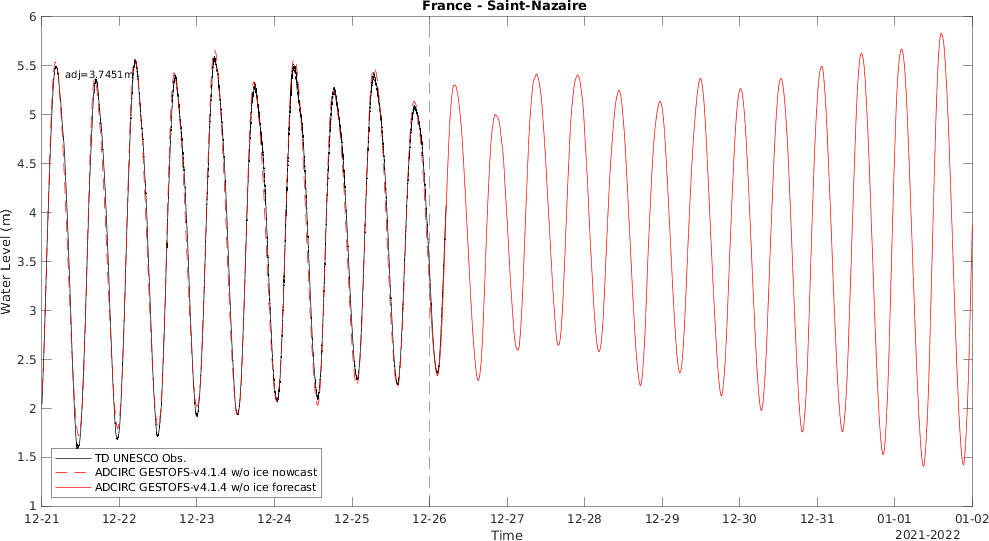 France - Saint-Nazaire
Water Level (m)
6
5.5
5
4.5
4
3.5
3
2.5
2
1.5
1
adj=3.7451m
TD UNESCO Obs.
ADCIRC GESTOFS-v4.1.4 w/o ice nowcast
ADCIRC GESTOFS-v4.1.4 w/o ice forecast
12-21 12-22 12-23 12-24 12-25 12-26 12-27 12-28 12-29 12-30 12-31 01-01 01-02
Time
2021-2022